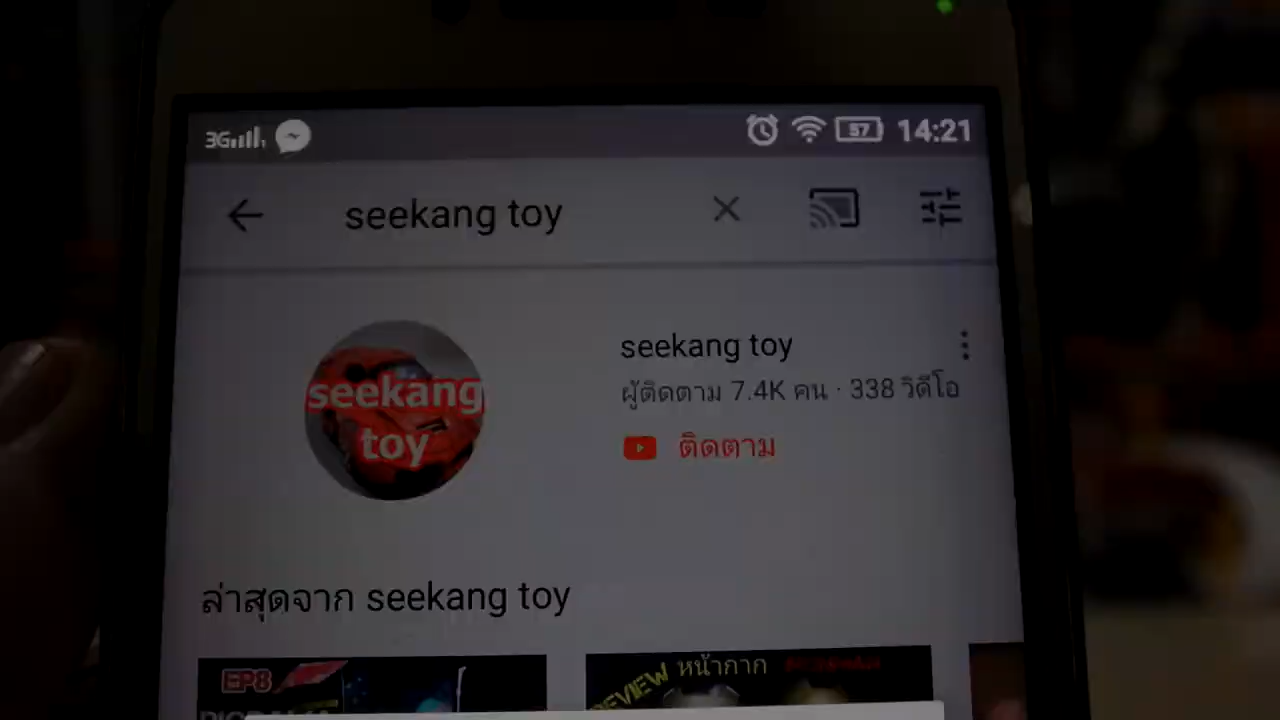 3G 57 14:21
seekang toy
seekang
toy
seekang toy
ผู้ติดตาม 7.4K คน · 338 วิดีโอ
ติดตาม
ล่าสุดจาก seekang toy
EP8
REVIEW หน้ากาก